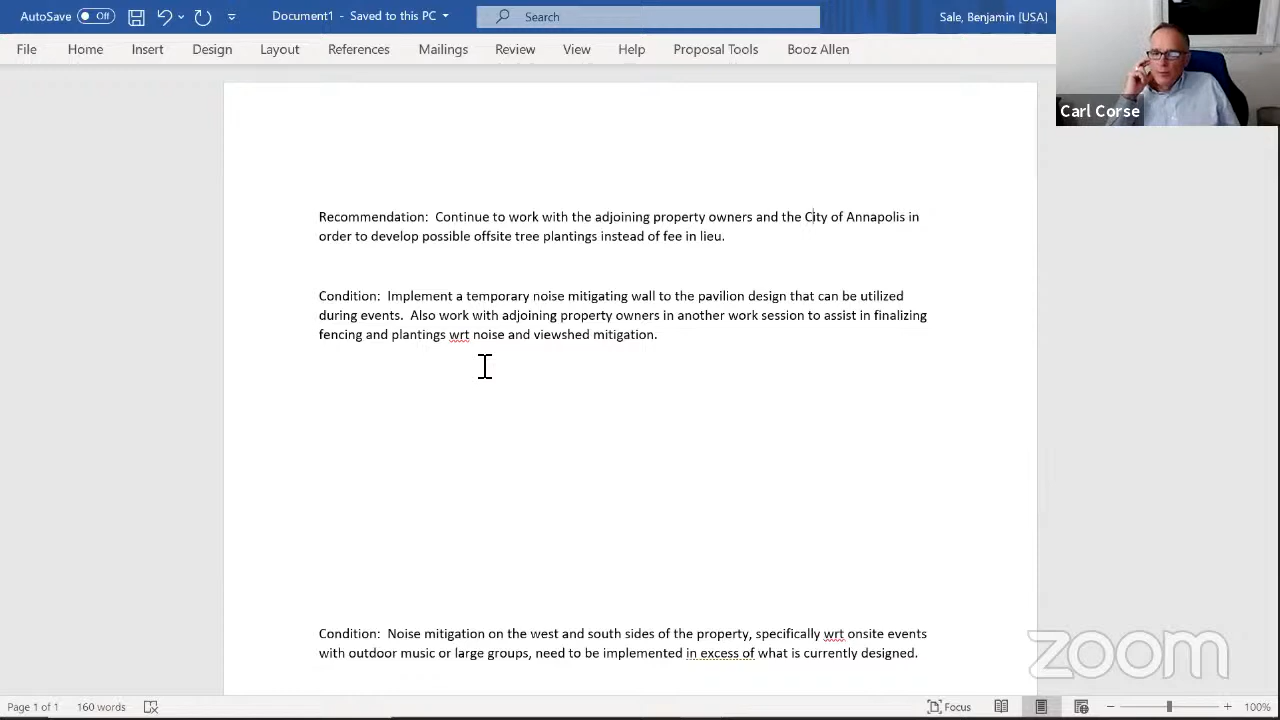 AutoSave Off Document1 - Saved to this PC Search Sale, Benjamin [USA]
File Home Insert Design Layout References Mailings Review View Help Proposal Tools Booz Allen
Carl Corse
Recommendation: Continue to work with the adjoining property owners and the City of Annapolis in
order to develop possible offsite tree plantings instead of fee in lieu.
Condition: Implement a temporary noise mitigating wall to the pavilion design that can be utilized
during events. Also work with adjoining property owners in another work session to assist in finalizing
fencing and plantings wrt noise and viewshed mitigation.
Condition: Noise mitigation on the west and south sides of the property, specifically wrt onsite events
with outdoor music or large groups, need to be implemented in excess of what is currently designed.
zoom
Page 1 of 1 160 words Focus 100%